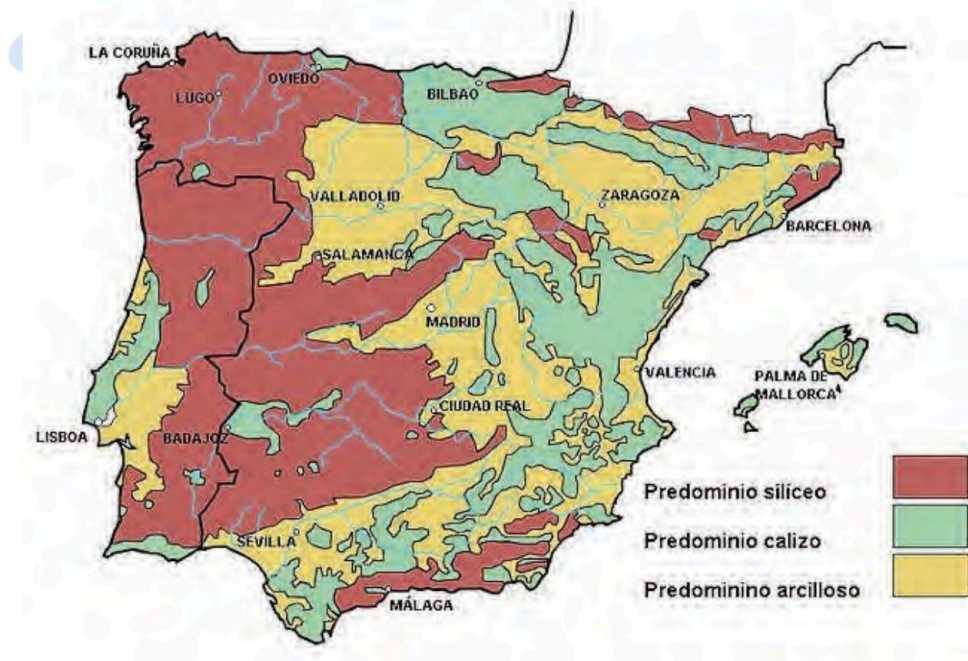 LA CORUÑA
OVIEDO
LUGO
BILBAO
VALLADOLID
ZARAGOZA
BARCELONA
SALAMANCA
MADRID
VALENCIA
PALMA DE
MALLORCA
CIUDAD REAL
LISBOA
BADAJOZ
SEVILLA
MÁLAGA
Predominio silíceo
Predominio calizo
Predominino arcilloso